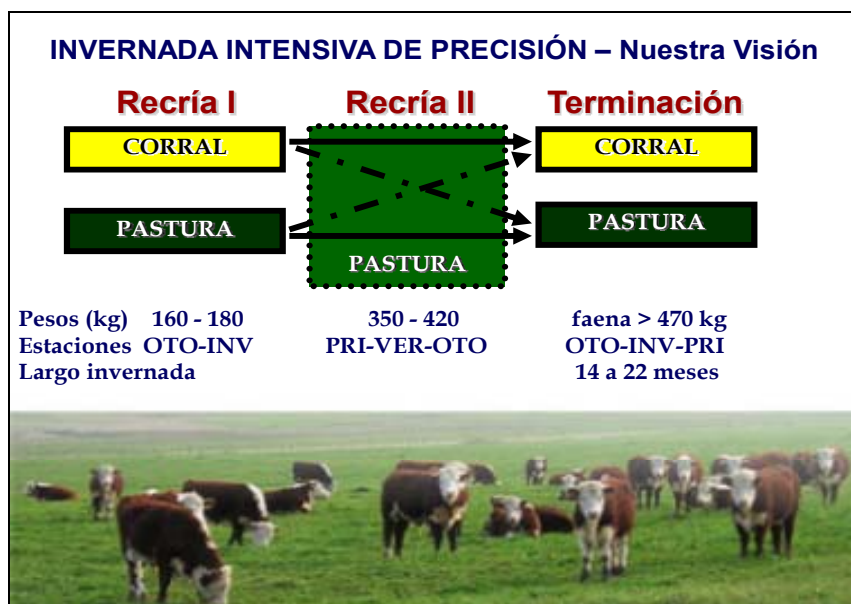 INVERNADA INTENSIVA DE PRECISIÓN – Nuestra Visión
Recría I Recría II Terminación
CORRAL CORRAL
PASTURA PASTURA
PASTURA
Pesos (kg) 160 - 180 350 - 420 faena > 470 kg
Estaciones OTO-INV PRI-VER-OTO OTO-INV-PRI
Largo invernada 14 a 22 meses